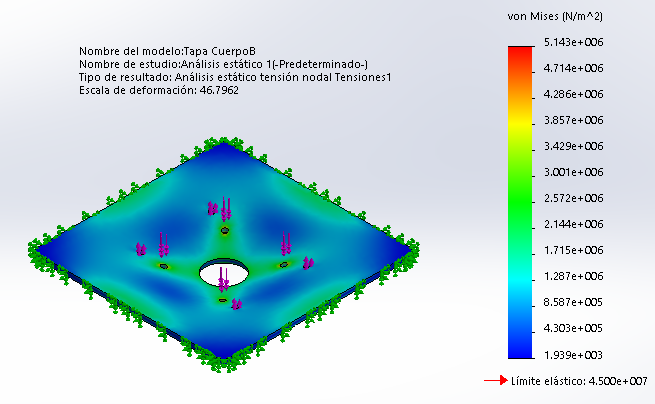 von Mises (N/m^2)
Nombre del modelo:Tapa CuerpoB
Nombre de estudio:Análisis estático 1(-Predeterminado-)
Tipo de resultado: Análisis estático tensión nodal Tensiones1
Escala de deformación: 46.7962
5.143e+006
4.714e+006
4.286e+006
3.857e+006
3.429e+006
3.001e+006
2.572e+006
2.144e+006
1.715e+006
1.287e+006
8.587e+005
4.303e+005
1.939e+003
Límite elástico: 4.500e+007